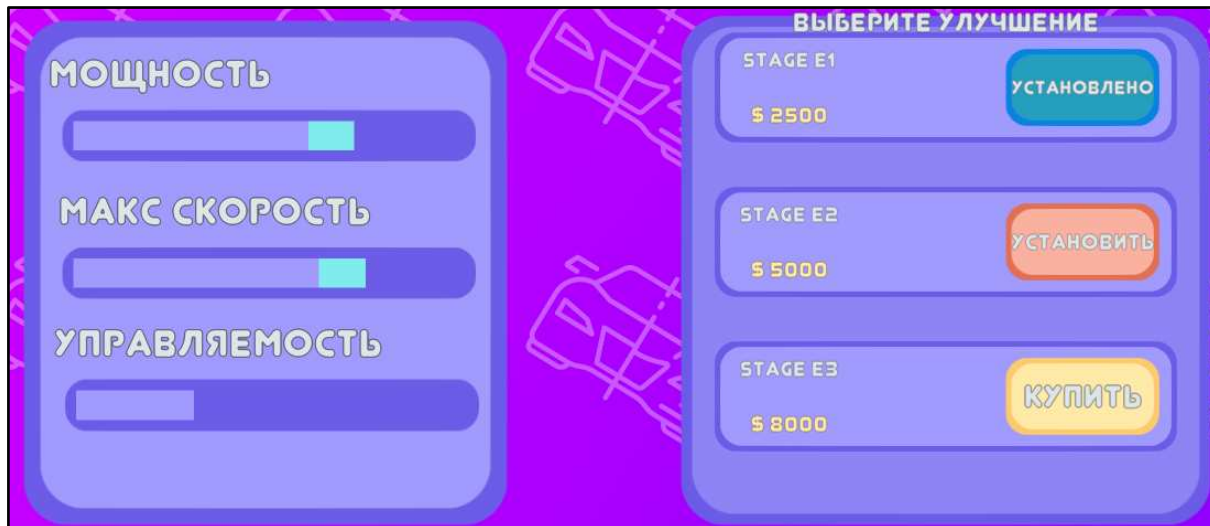 МОЩНОСТЬ
МАКС СКОРОСТЬ
УПРАВЛЯЕМОСТЬ
ВЫБЕРИТЕ УЛУЧШЕНИЕ
STAGE E1
$ 2500
УСТАНОВЛЕНО
STAGE E2
$ 5000
УСТАНОВИТЬ
STAGE E3
$ 8000
КУПИТЬ